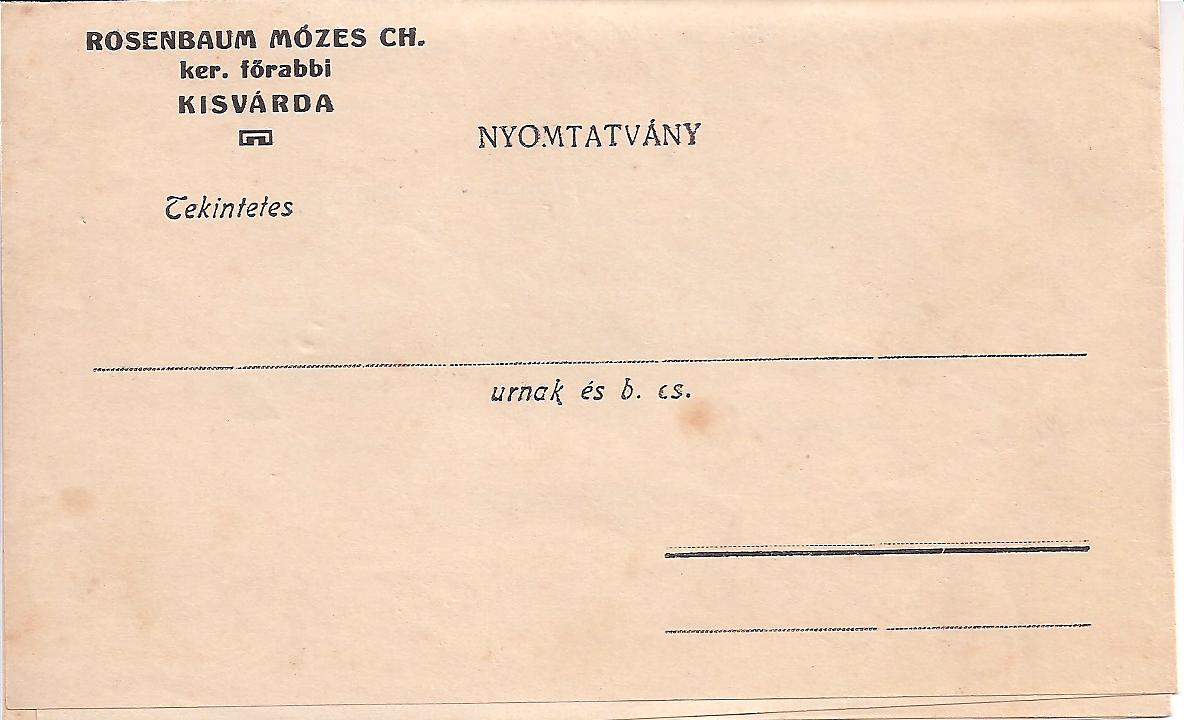 ROSENBAUM MÓZES CH.
ker. főrabbi
KISVÁRDA
NYOMTATVÁNY
Tekintetes
urnak és b. cs.